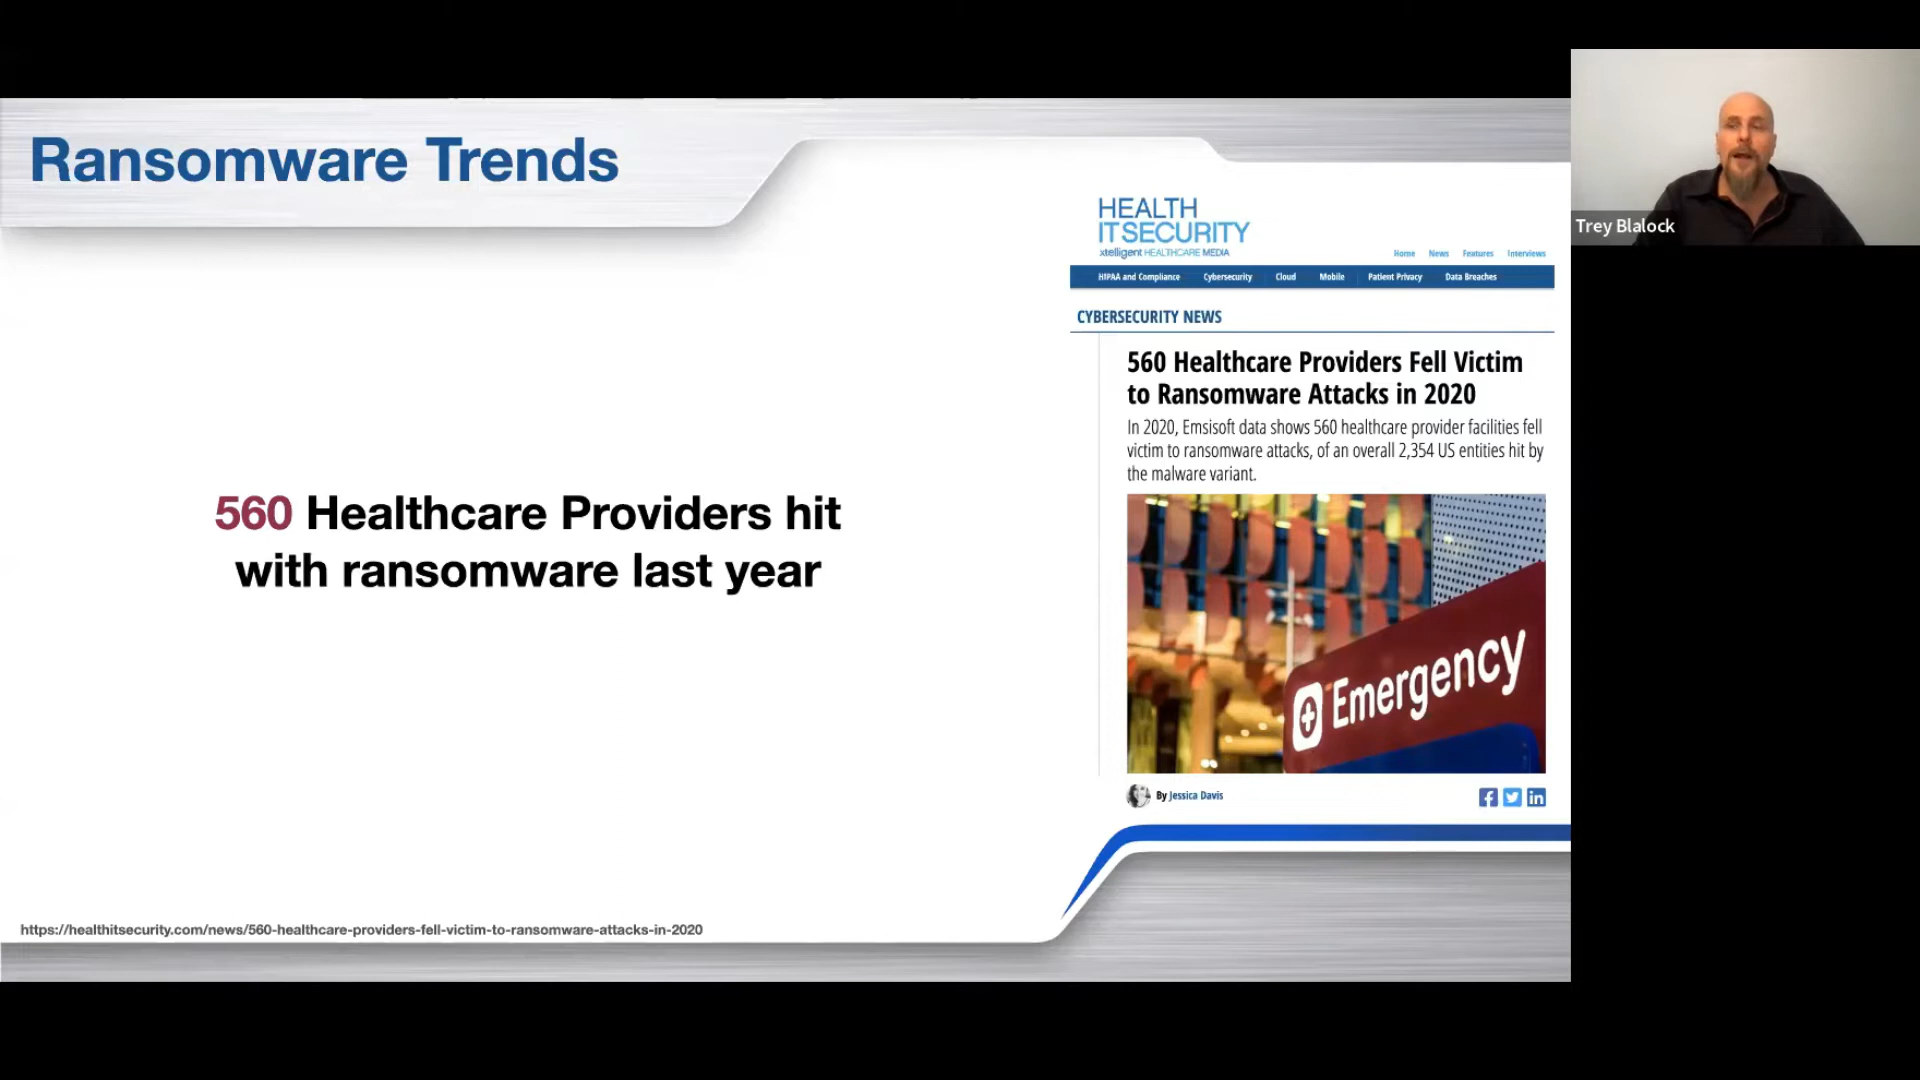 Ransomware Trends
HEALTH
ITSECURITY
xtelligent HEALTHCARE MEDIA
Home News Features Interviews
HIPAA and Compliance Cybersecurity Cloud Mobile Patient Privacy Data Breaches
CYBERSECURITY NEWS
560 Healthcare Providers Fell Victim
to Ransomware Attacks in 2020
In 2020, Emsisoft data shows 560 healthcare provider facilities fell
victim to ransomware attacks, of an overall 2,354 US entities hit by
the malware variant.
Emergency
By Jessica Davis
560 Healthcare Providers hit
with ransomware last year
https://healthitsecurity.com/news/560-healthcare-providers-fell-victim-to-ransomware-attacks-in-2020
Trey Blalock